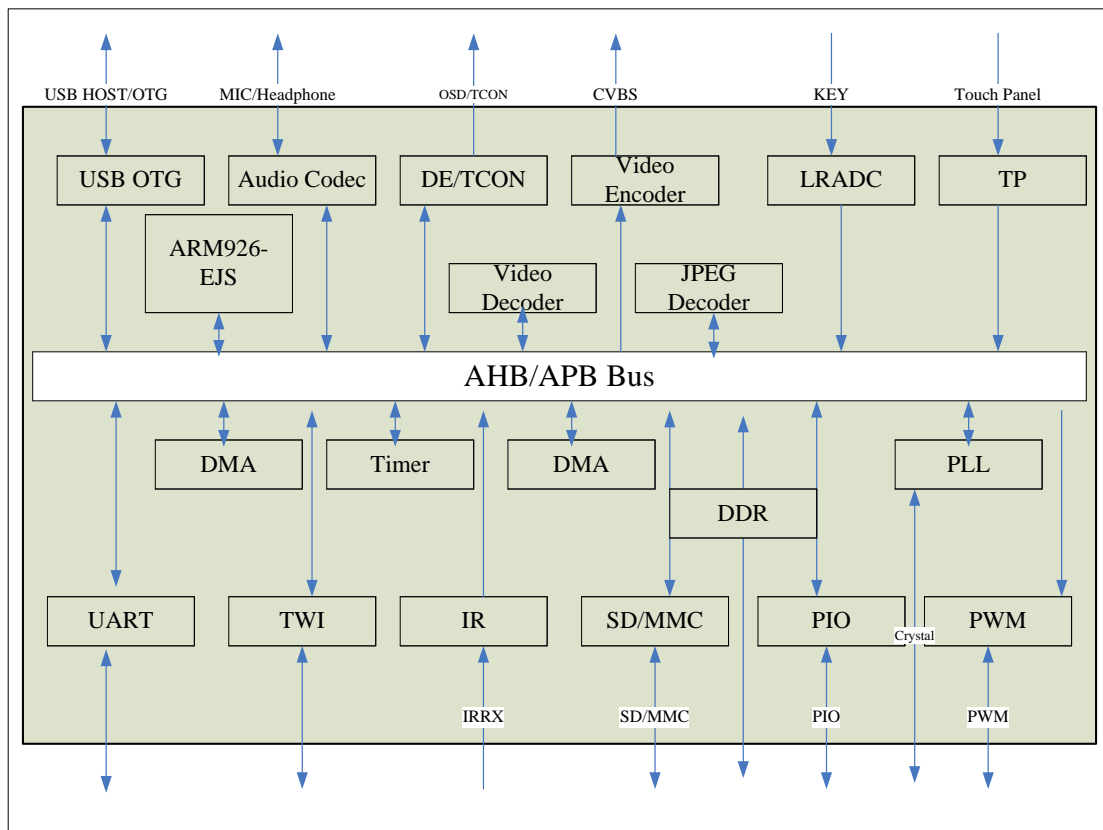 USB HOST/OTG
MIC/Headphone
OSD/TCON
CVBS
KEY
Touch Panel
USB OTG
Audio Codec
DE/TCON
Video
Encoder
LRADC
TP
ARM926-
EJS
Video
Decoder
JPEG
Decoder
AHB/APB Bus
DMA
Timer
DMA
PLL
DDR
UART
TWI
IR
SD/MMC
PIO
Crystal
PWM
IRRX
SD/MMC
PIO
PWM